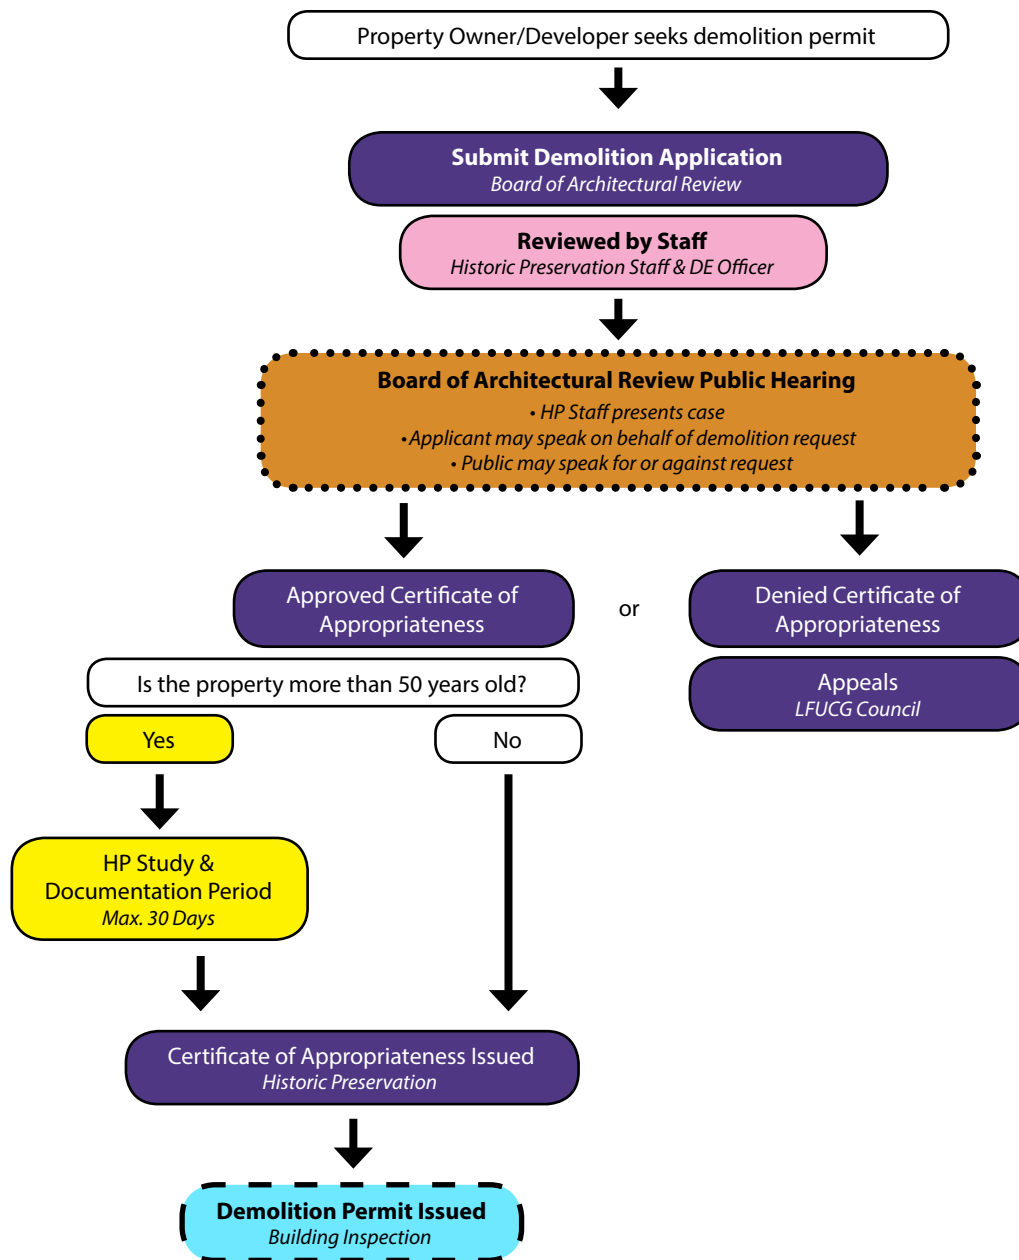 Property Owner/Developer seeks demolition permit
Submit Demolition Application
Board of Architectural Review
Reviewed by Staff
Historic Preservation Staff & DE Officer
Board of Architectural Review Public Hearing
• HP Staff presents case
•Applicant may speak on behalf of demolition request
• Public may speak for or against request
Approved Certificate of
Appropriateness
or
Denied Certificate of
Appropriateness
Is the property more than 50 years old?
Appeals
LFUCG Council
Yes
No
HP Study &
Documentation Period
Max. 30 Days
Certificate of Appropriateness Issued
Historic Preservation
Demolition Permit Issued
Building Inspection